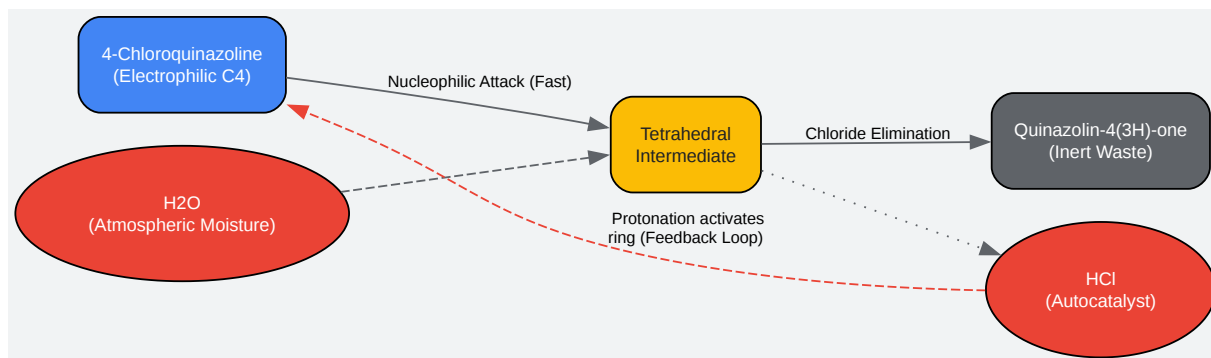 4-Chloroquinazoline
(Electrophilic C4)
Nucleophilic Attack (Fast)
H2O
(Atmospheric Moisture)
Tetrahedral
Intermediate
Chloride Elimination
Quinazolin-4(3H)-one
(Inert Waste)
Protonation activates
ring (Feedback Loop)
HCl
(Autocatalyst)